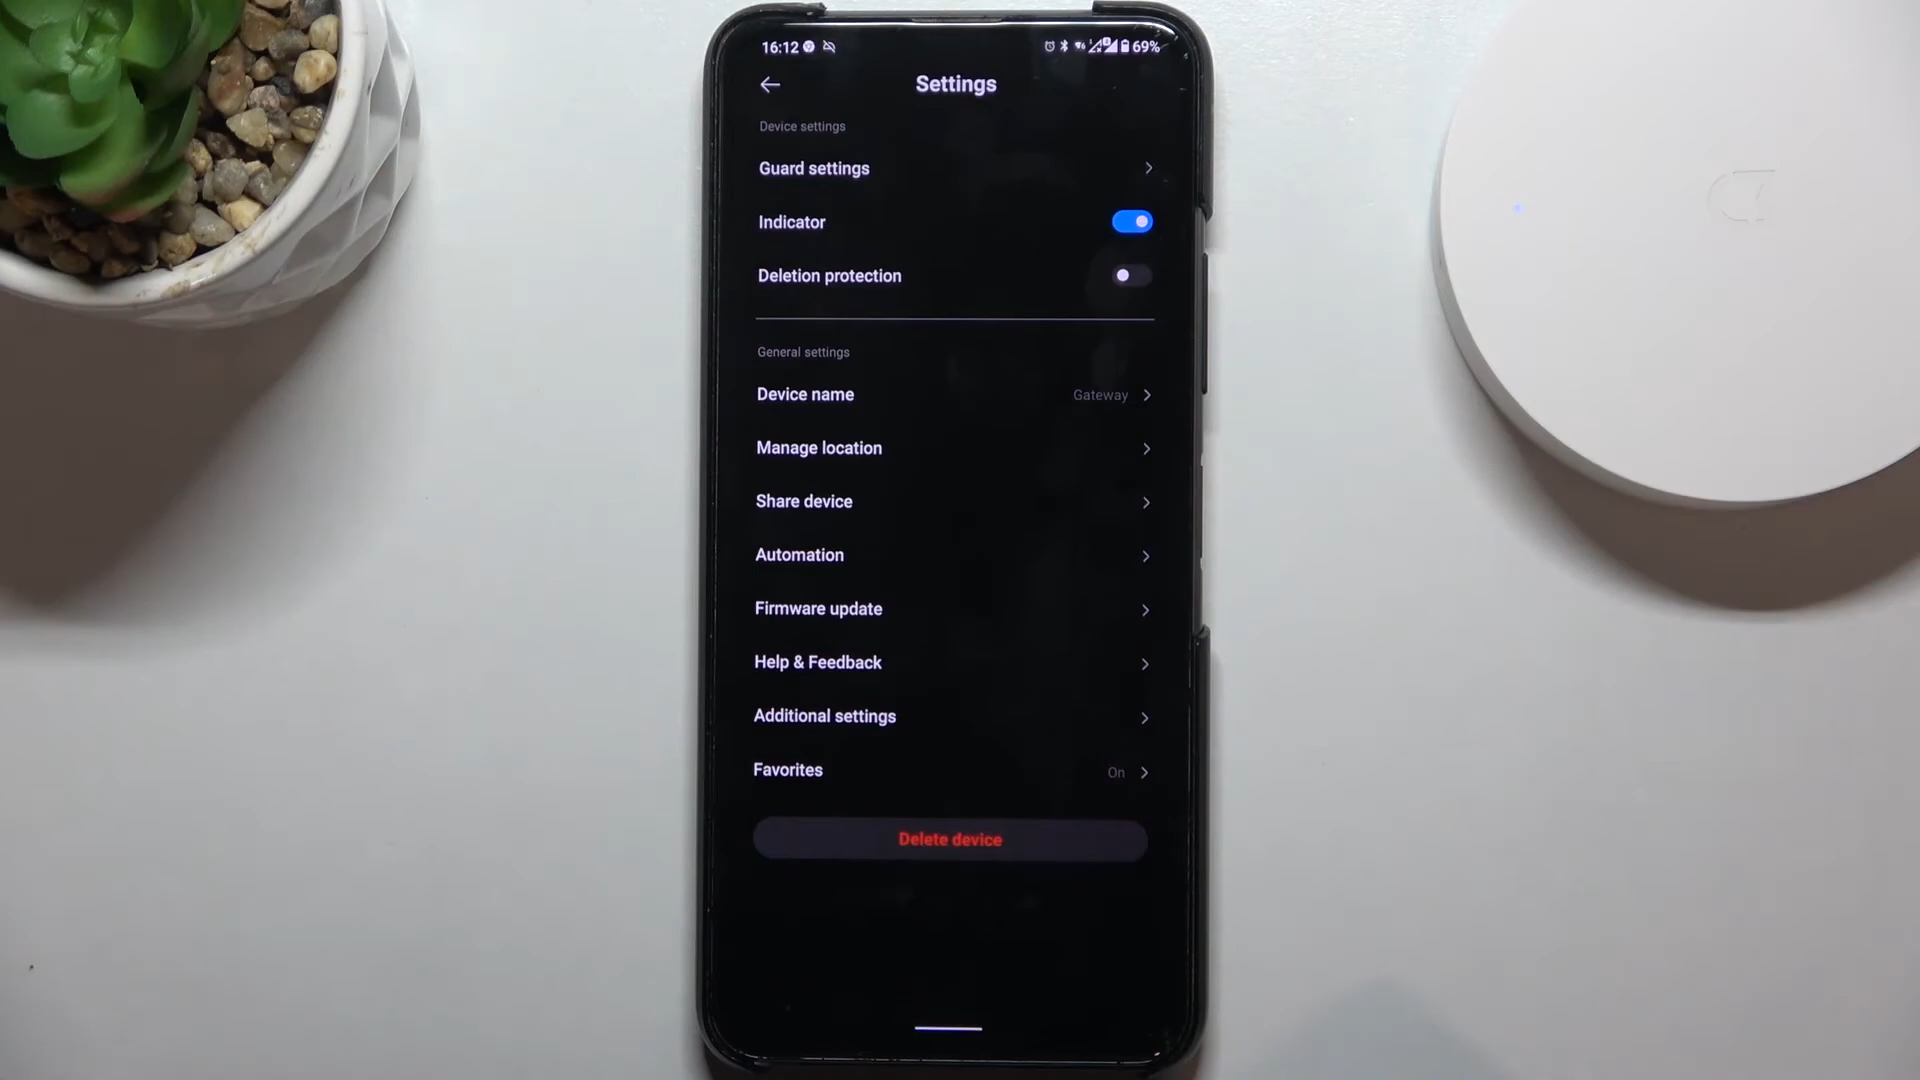 16:12 69%
Settings
Device settings
Guard settings
Indicator
Deletion protection
General settings
Device name Gateway
Manage location
Share device
Automation
Firmware update
Help & Feedback
Additional settings
Favorites On
Delete device